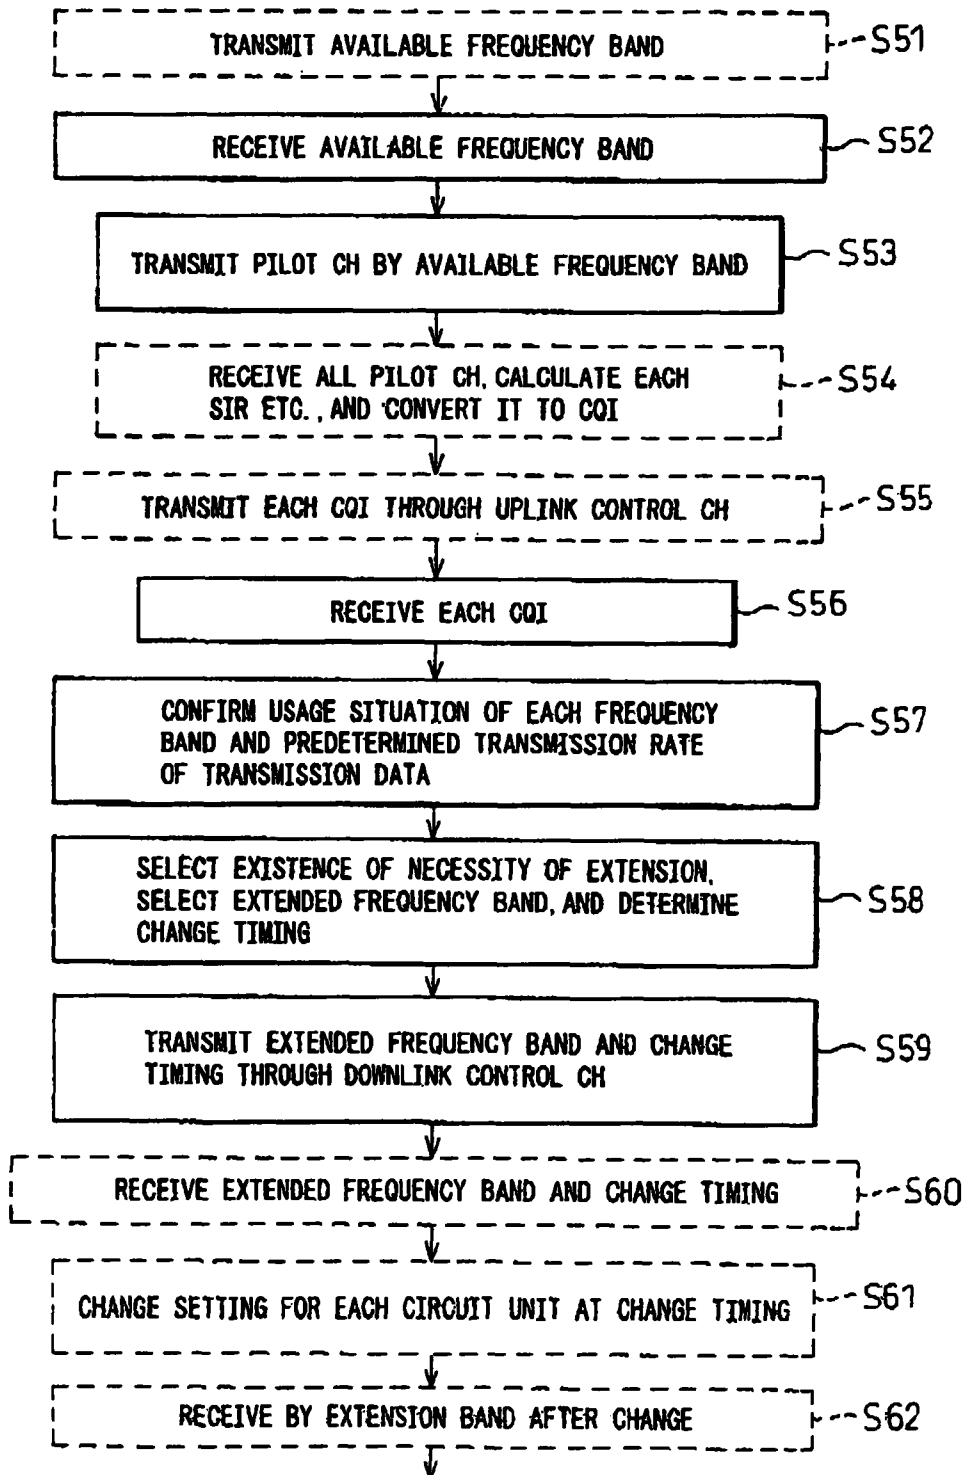 TRANSMIT AVAILABLE FREQUENCY BAND
S51
RECEIVE AVAILABLE FREQUENCY BAND
S52
TRANSMIT PILOT CH BY AVAILABLE FREQUENCY BAND
S53
RECEIVE ALL PILOT CH, CALCULATE EACH
SIR ETC., AND CONVERT IT TO CQI
S54
TRANSMIT EACH CQI THROUGH UPLINK CONTROL CH
S55
RECEIVE EACH CQI
S56
CONFIRM USAGE SITUATION OF EACH FREQUENCY
BAND AND PREDETERMINED TRANSMISSION RATE
OF TRANSMISSION DATA
S57
SELECT EXISTENCE OF NECESSITY OF EXTENSION,
SELECT EXTENDED FREQUENCY BAND, AND DETERMINE
CHANGE TIMING
S58
TRANSMIT EXTENDED FREQUENCY BAND AND CHANGE
TIMING THROUGH DOWNLINK CONTROL CH
S59
RECEIVE EXTENDED FREQUENCY BAND AND CHANGE TIMING
S60
CHANGE SETTING FOR EACH CIRCUIT UNIT AT CHANGE TIMING
S61
RECEIVE BY EXTENSION BAND AFTER CHANGE
S62